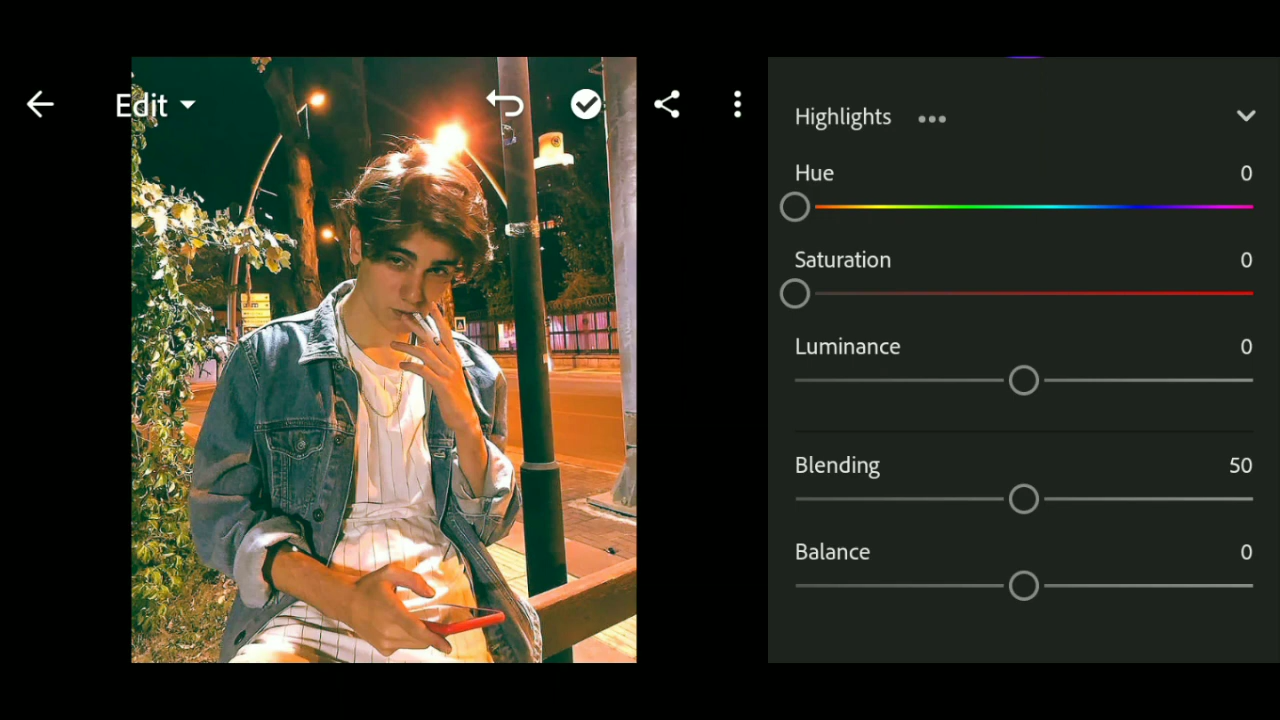 Edit
Highlights
Hue 0
Saturation 0
Luminance 0
Blending 50
Balance 0